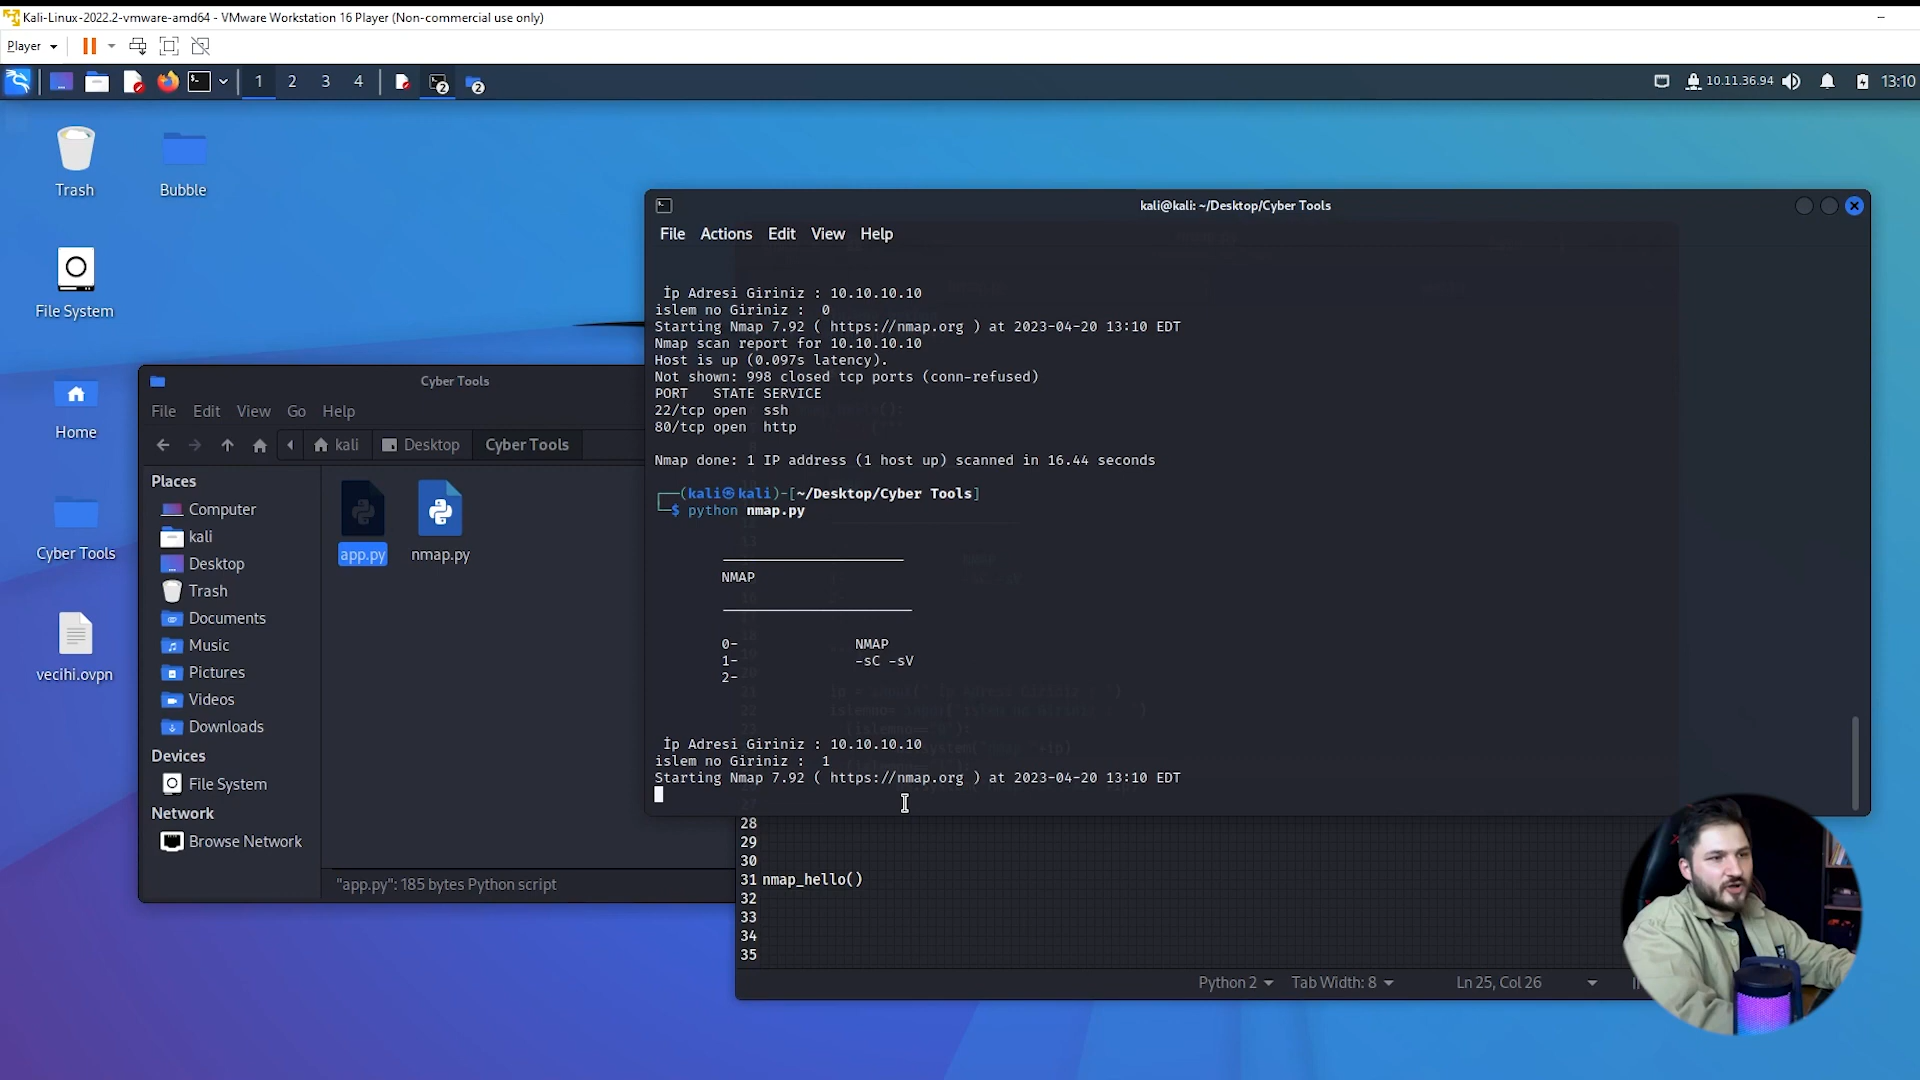 Kali-Linux-2022.2-vmware-amd64 - VMware Workstation 16 Player (Non-commercial use only)
Player
1 2 3 4
2
2
10.11.36.94
13:10
Trash
Bubble
File System
Home
Cyber Tools
vecihi.ovpn
Cyber Tools
File Edit View Go Help
kali Desktop Cyber Tools
Places
Computer
kali
Desktop
Trash
Documents
Music
Pictures
Videos
Downloads
Devices
File System
Network
Browse Network
app.py
nmap.py
"app.py": 185 bytes Python script
kali@kali: ~/Desktop/Cyber Tools
File Actions Edit View Help
İp Adresi Giriniz : 10.10.10.10
islem no Giriniz : 0
Starting Nmap 7.92 ( https://nmap.org ) at 2023-04-20 13:10 EDT
Nmap scan report for 10.10.10.10
Host is up (0.097s latency).
Not shown: 998 closed tcp ports (conn-refused)
PORT STATE SERVICE
22/tcp open ssh
80/tcp open http
Nmap done: 1 IP address (1 host up) scanned in 16.44 seconds
┌──(kali㉿kali)-[~/Desktop/Cyber Tools]
└─$ python nmap.py
NMAP
0- NMAP
1- -sC -sV
2-
İp Adresi Giriniz : 10.10.10.10
islem no Giriniz : 1
Starting Nmap 7.92 ( https://nmap.org ) at 2023-04-20 13:10 EDT
28
29
30
31 nmap_hello()
32
33
34
35
Python 2 Tab Width: 8 Ln 25, Col 26